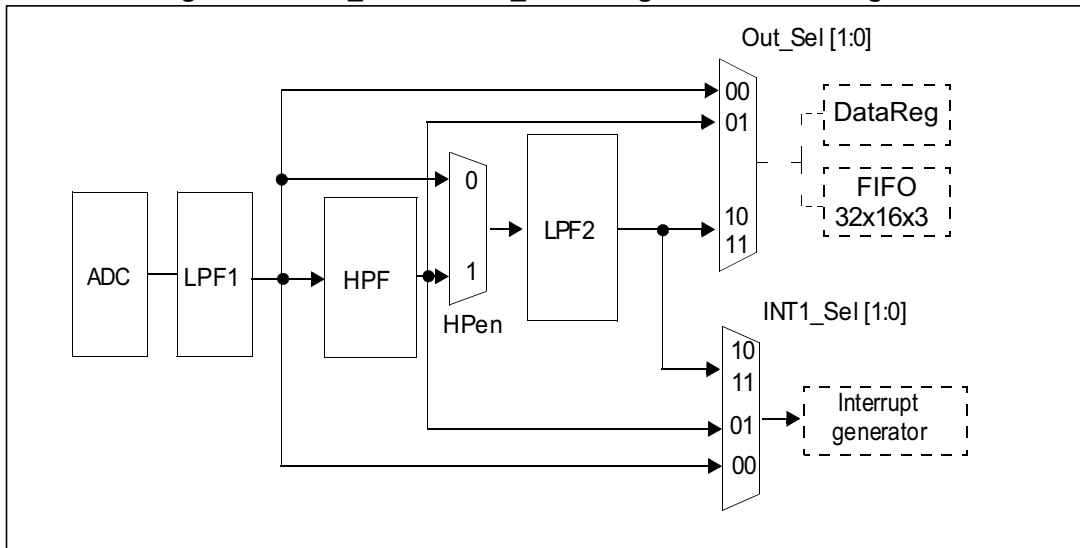 Out_Sel [1:0]
00
01
DataReg
FIFO
32x16x3
10
11
0
1
HPen
ADC
LPF1
HPF
LPF2
INT1_Sel [1:0]
10
11
01
00
Interrupt
generator